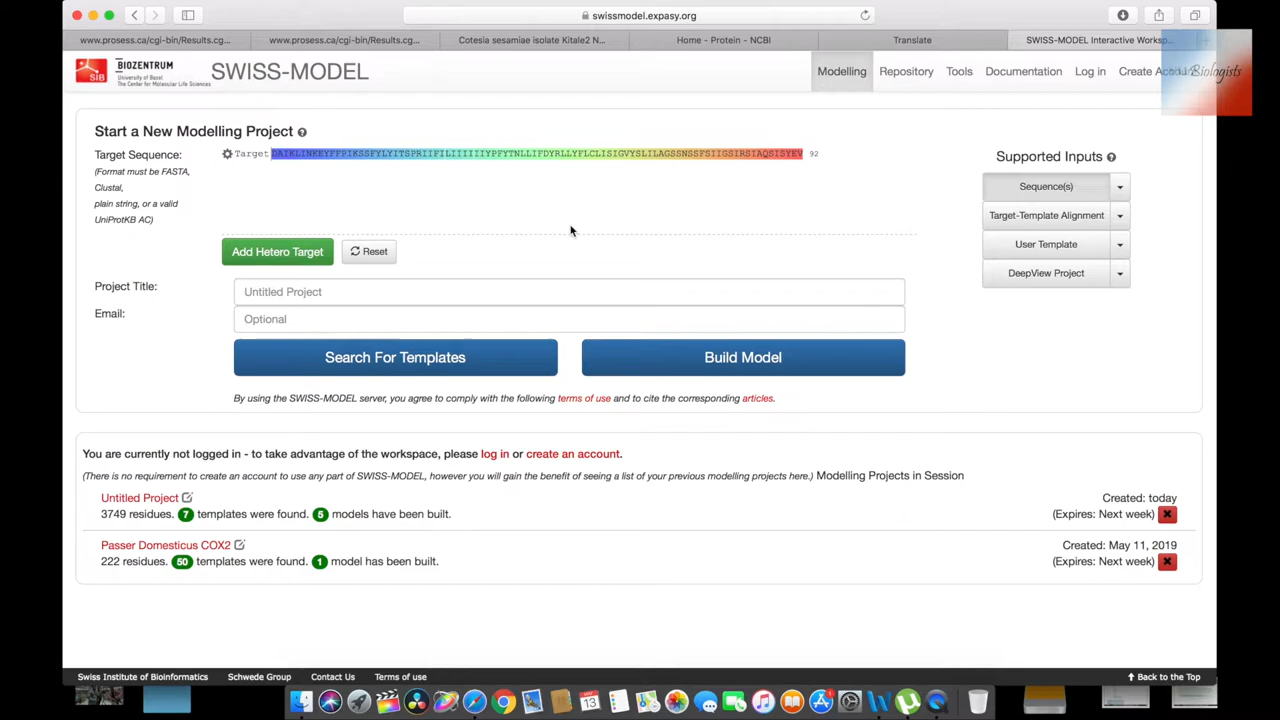 swissmodel.expasy.org
www.prosess.ca/cgi-bin/Results.cg... www.prosess.ca/cgi-bin/Results.cg... Cotesia sesamiae isolate Kitale2 N... Home - Protein - NCBI Translate SWISS-MODEL Interactive Worksp...
SIB BIOZENTRUM
University of Basel
The Center for Molecular Life Sciences
SWISS-MODEL
Modelling Repository Tools Documentation Log in Create Account
Biologists
Start a New Modelling Project
Target Sequence:
(Format must be FASTA,
Clustal,
plain string, or a valid
UniProtKB AC)
Target DAIKLINKEYFFPIKSSFYLYITSPRIIFILIIIIIIYPFYTNLLIFDYRLLYFLCLISIGVYSLILAGSSNSSFSIIGSIRSIAQSISYEV 92
Add Hetero Target Reset
Project Title: Untitled Project
Email: Optional
Search For Templates Build Model
By using the SWISS-MODEL server, you agree to comply with the following terms of use and to cite the corresponding articles.
Supported Inputs
Sequence(s)
Target-Template Alignment
User Template
DeepView Project
You are currently not logged in - to take advantage of the workspace, please log in or create an account.
(There is no requirement to create an account to use any part of SWISS-MODEL, however you will gain the benefit of seeing a list of your previous modelling projects here.) Modelling Projects in Session
Untitled Project Created: today
3749 residues. 7 templates were found. 5 models have been built. (Expires: Next week)
Passer Domesticus COX2 Created: May 11, 2019
222 residues. 50 templates were found. 1 model has been built. (Expires: Next week)
Swiss Institute of Bioinformatics Schwede Group Contact Us Terms of use Back to the Top
MAY
13